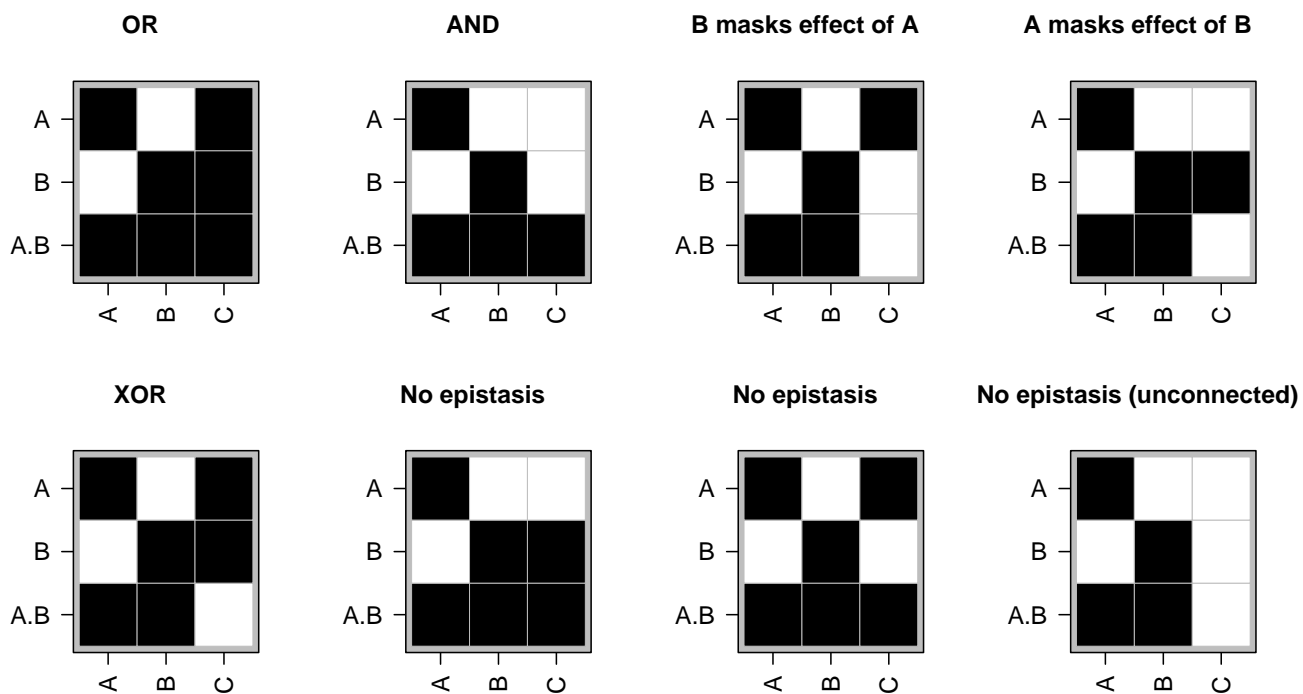 OR
A
B
A.B
A
B
C
AND
A
B
A.B
A
B
C
B masks effect of A
A
B
A.B
A
B
C
A masks effect of B
A
B
A.B
A
B
C
XOR
A
B
A.B
A
B
C
No epistasis
A
B
A.B
A
B
C
No epistasis
A
B
A.B
A
B
C
No epistasis (unconnected)
A
B
A.B
A
B
C